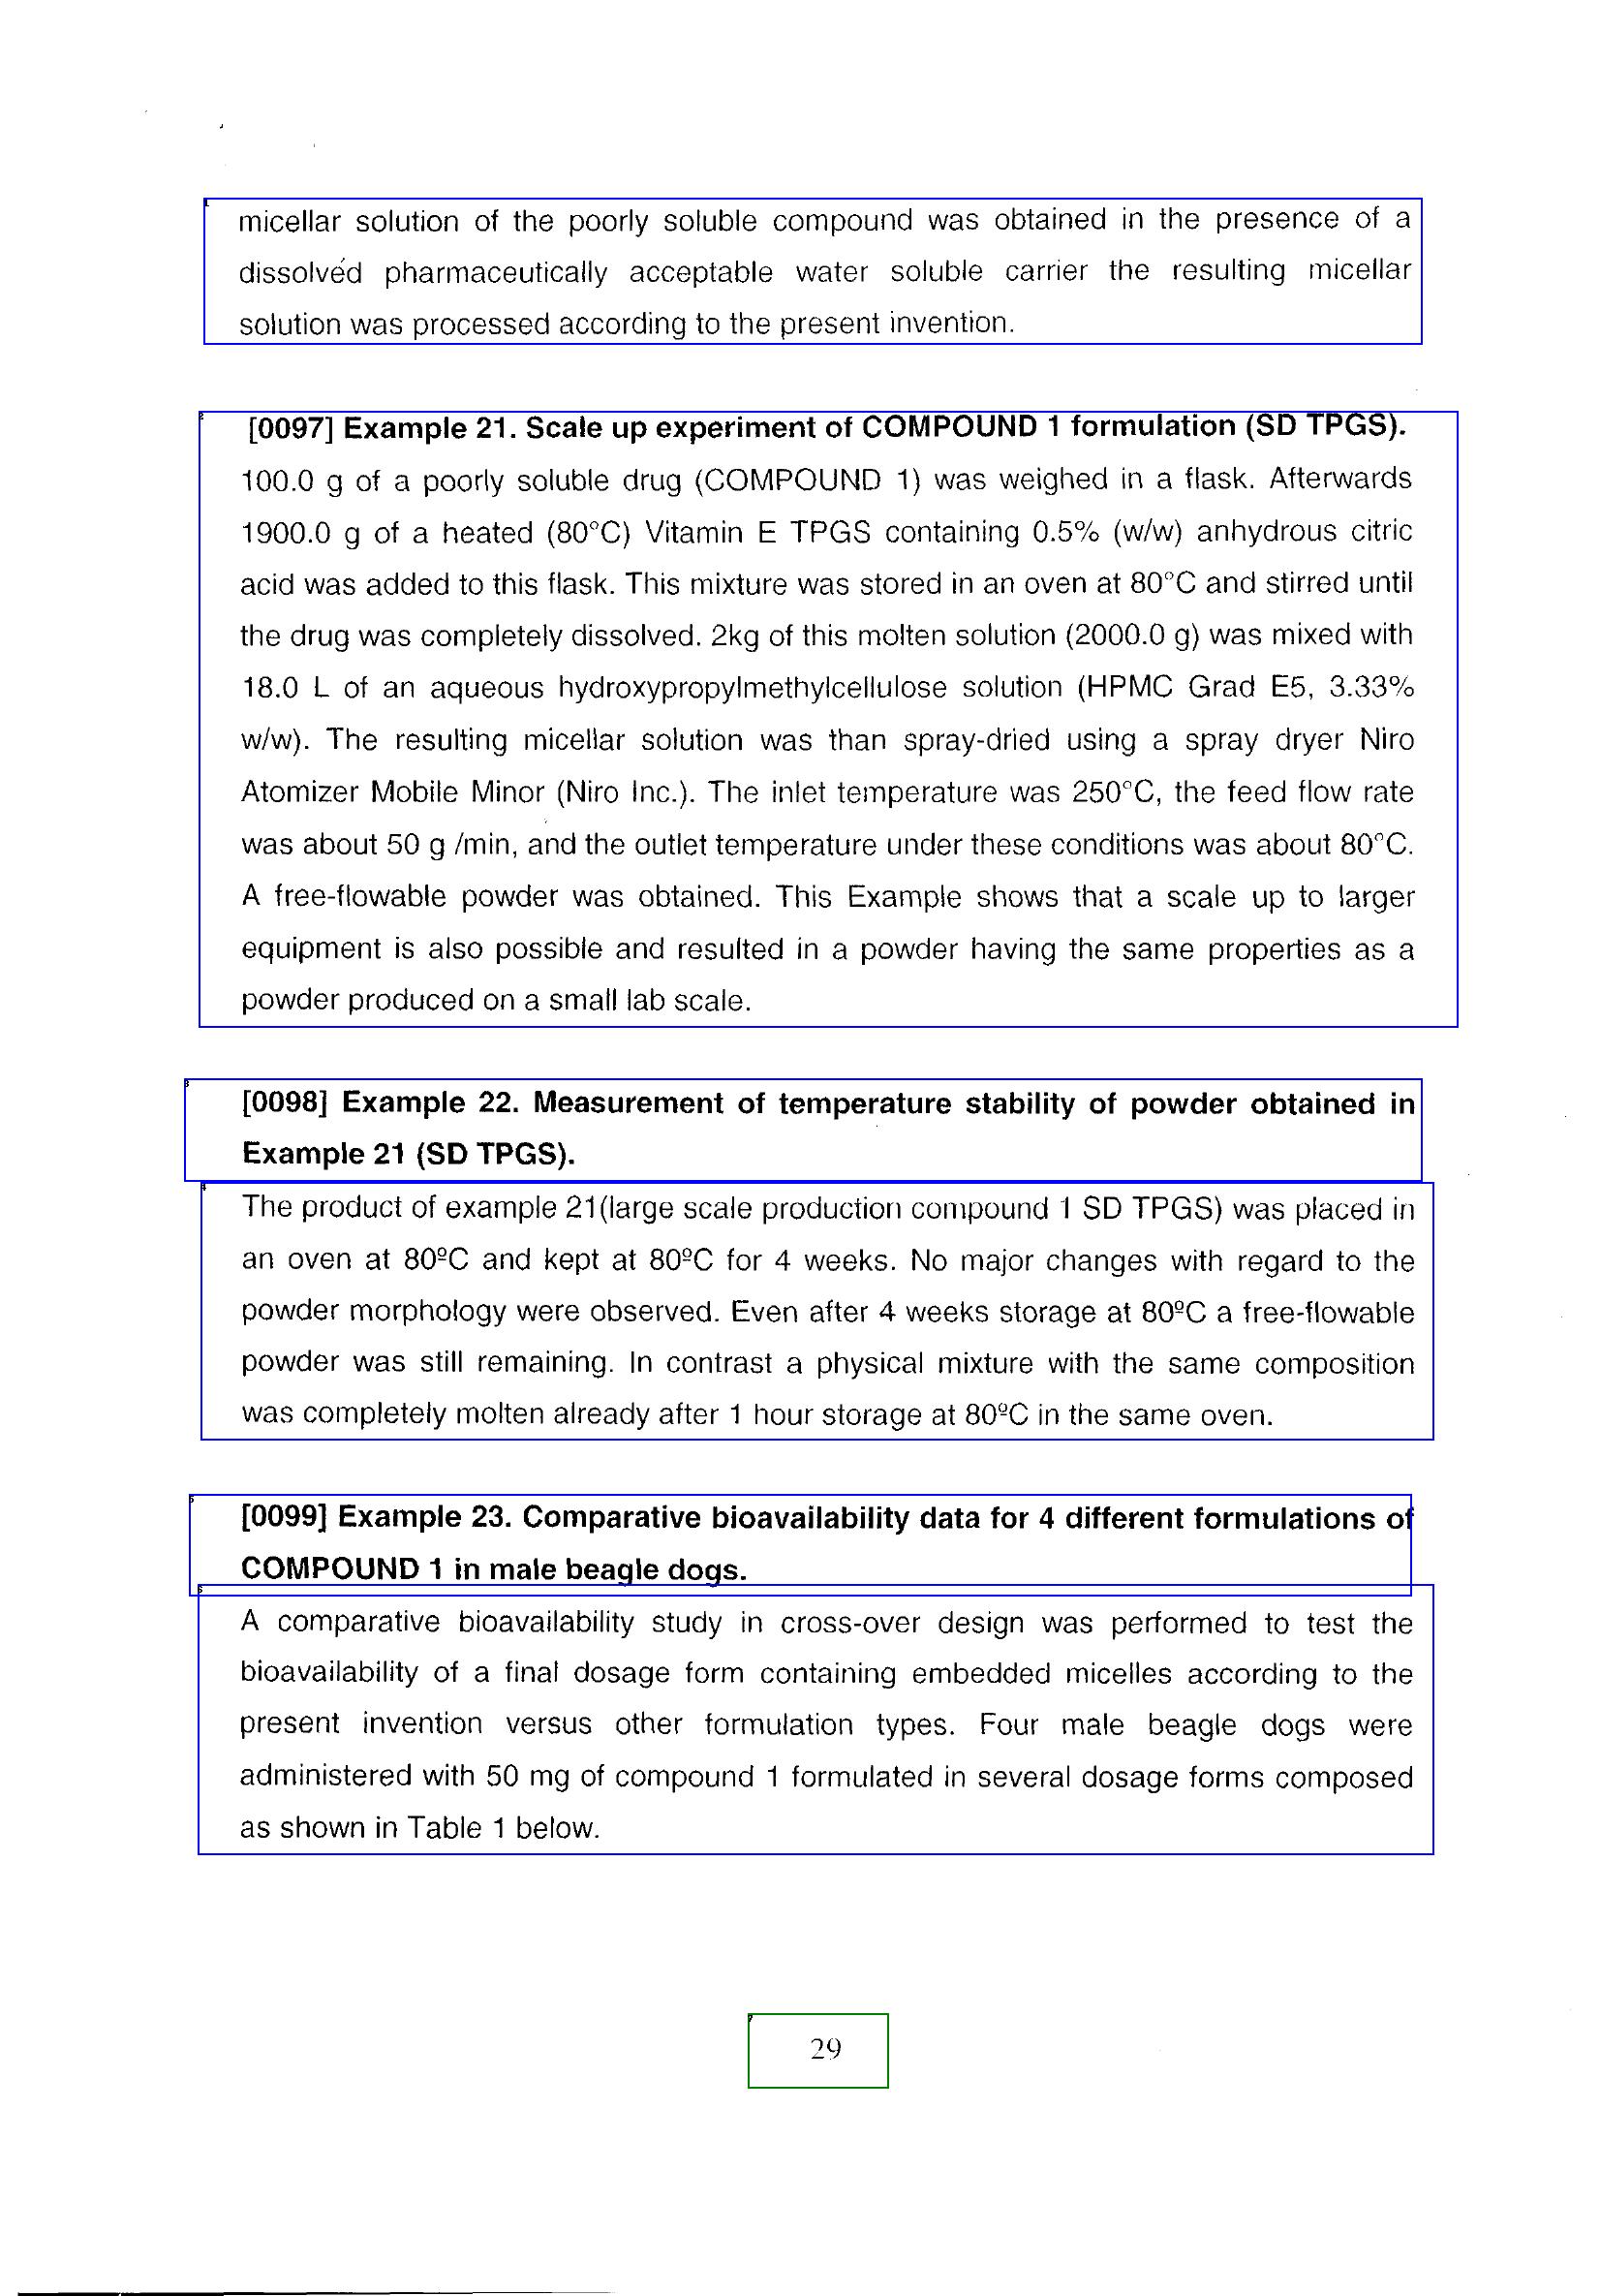 micellar solution of the poorly soluble compound was obtained in the presence of a
dissolved pharmaceutically acceptable water soluble carrier the resulting micellar
solution was processed according to the present invention.
[0097] Example 21. Scale up experiment of COMPOUND 1 formulation (SD TPGS).
100.0 g of a poorly soluble drug (COMPOUND 1) was weighed in a flask. Afterwards
1900.0 g of a heated (80°C) Vitamin E TPGS containing 0.5% (w/w) anhydrous citric
acid was added to this flask. This mixture was stored in an oven at 80°C and stirred until
the drug was completely dissolved. 2kg of this molten solution (2000.0 g) was mixed with
18.0 L of an aqueous hydroxypropylmethylcellulose solution (HPMC Grad E5, 3.33%
w/w). The resulting micellar solution was than spray-dried using a spray dryer Niro
Atomizer Mobile Minor (Niro Inc.). The inlet temperature was 250°C, the feed flow rate
was about 50 g /min, and the outlet temperature under these conditions was about 80°C.
A free-flowable powder was obtained. This Example shows that a scale up to larger
equipment is also possible and resulted in a powder having the same properties as a
powder produced on a small lab scale.
[0098] Example 22. Measurement of temperature stability of powder obtained in
Example 21 (SD TPGS).
The product of example 21(large scale production compound 1 SD TPGS) was placed in
an oven at 80ºC and kept at 80ºC for 4 weeks. No major changes with regard to the
powder morphology were observed. Even after 4 weeks storage at 80ºC a free-flowable
powder was still remaining. In contrast a physical mixture with the same composition
was completely molten already after 1 hour storage at 80ºC in the same oven.
[0099] Example 23. Comparative bioavailability data for 4 different formulations of
COMPOUND 1 in male beagle dogs.
A comparative bioavailability study in cross-over design was performed to test the
bioavailability of a final dosage form containing embedded micelles according to the
present invention versus other formulation types. Four male beagle dogs were
administered with 50 mg of compound 1 formulated in several dosage forms composed
as shown in Table 1 below.
29